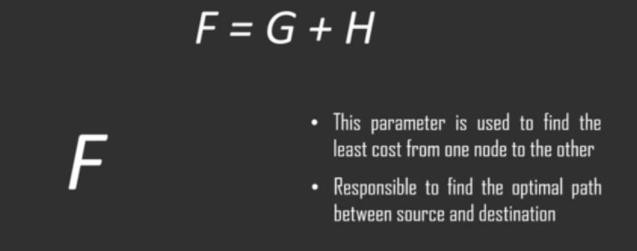 F = G + H
F
• This parameter is used to find the
least cost from one node to the other
• Responsible to find the optimal path
between source and destination